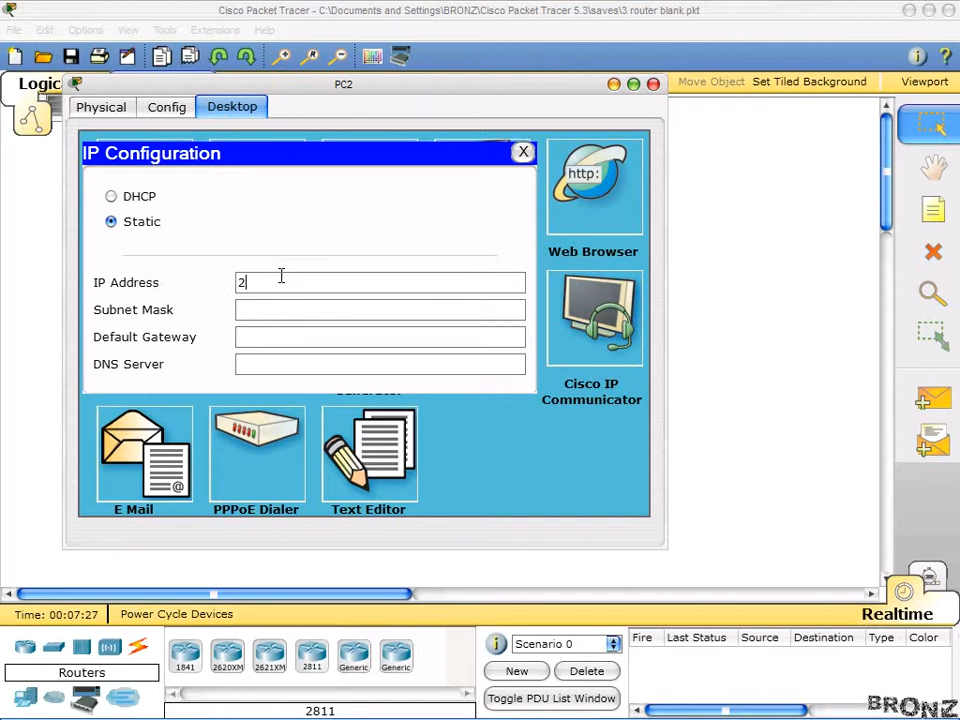 Cisco Packet Tracer - C:\Documents and Settings\BRONZ\Cisco Packet Tracer 5.3\saves\3 router blank.pkt
File Edit Options View Tools Extensions Help
Logic
PC2
Move Object Set Tiled Background Viewport
Physical Config Desktop
IP Configuration X
http:
DHCP
Static
Web Browser
IP Address 2
Subnet Mask
Default Gateway
DNS Server
Cisco IP
Communicator
@
E Mail PPPoE Dialer Text Editor
Time: 00:07:27 Power Cycle Devices Realtime
Scenario 0 Fire Last Status Source Destination Type Color
1841 2620XM 2621XM 2811 Generic Generic
Routers New Delete
Toggle PDU List Window
2811
BRONZ